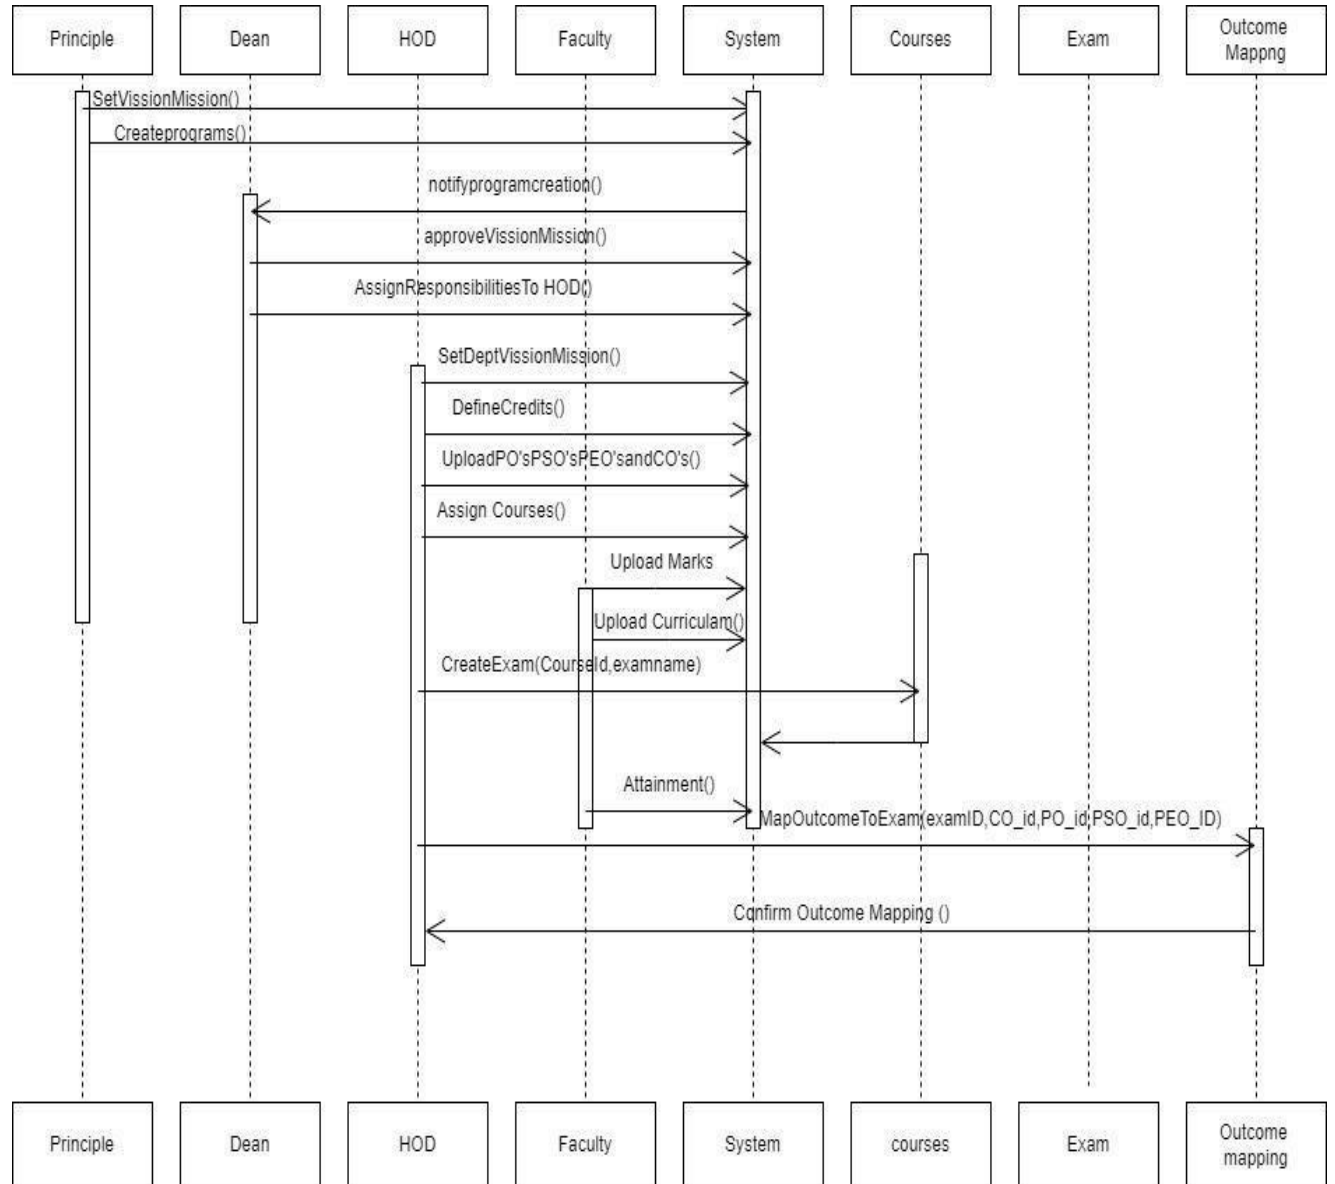 Principle
Dean
HOD
Faculty
System
Courses
Exam
Outcome
Mappng
SetVissionMission()
Createprograms()
notifyprogramcreation()
approveVissionMission()
AssignResponsibilitiesTo HOD()
SetDeptVissionMission()
DefineCredits()
UploadPO'sPSO'sPEO'sandCO's()
Assign Courses()
Upload Marks
Upload Curriculam()
CreateExam(CourseId,examname)
Attainment()
MapOutcomeToExam(examID,CO_id,PO_id,PSO_id,PEO_ID)
Confirm Outcome Mapping ()
Principle
Dean
HOD
Faculty
System
courses
Exam
Outcome
mapping